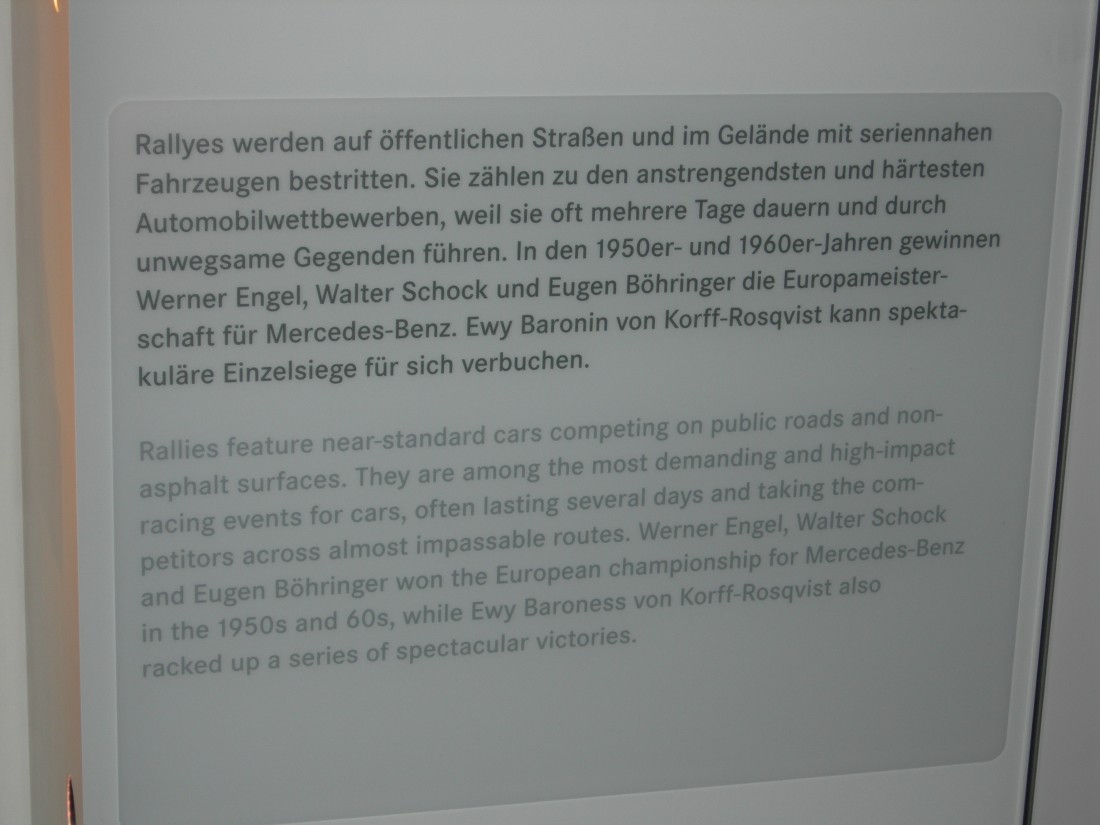 Rallyes werden auf öffentlichen Straßen und im Gelände mit seriennahen
Fahrzeugen bestritten. Sie zählen zu den anstrengendsten und härtesten
Automobilwettbewerben, weil sie oft mehrere Tage dauern und durch
unwegsame Gegenden führen. In den 1950er- und 1960er-Jahren gewinnen
Werner Engel, Walter Schock und Eugen Böhringer die Europameister-
schaft für Mercedes-Benz. Ewy Baronin von Korff-Rosqvist kann spekta-
kuläre Einzelsiege für sich verbuchen.
Rallies feature near-standard cars competing on public roads and non-
asphalt surfaces. They are among the most demanding and high-impact
racing events for cars, often lasting several days and taking the com-
petitors across almost impassable routes. Werner Engel, Walter Schock
and Eugen Böhringer won the European championship for Mercedes-Benz
in the 1950s and 60s, while Ewy Baroness von Korff-Rosqvist also
racked up a series of spectacular victories.